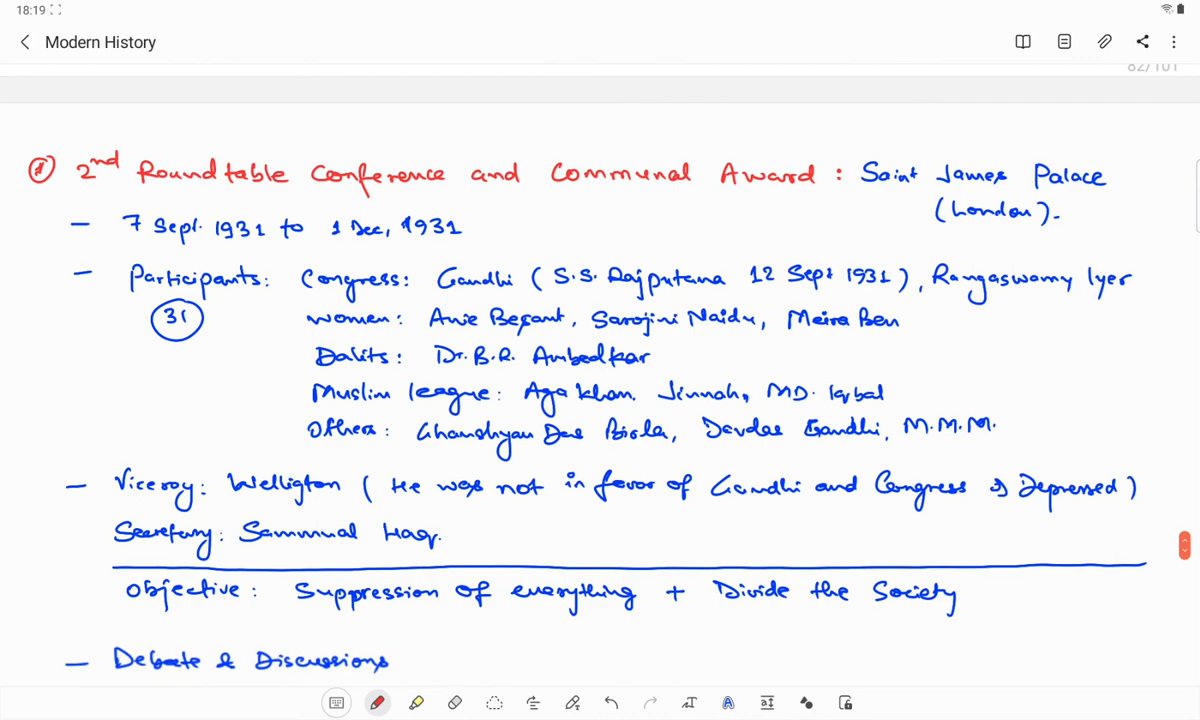 18:19
Modern History
82/101
2nd Roundtable Conference and Communal Award : Saint James Palace
(London).
- 7 Sept. 1931 to 1 Dec, 1931
- Participants: Congress: Gandhi ( S.S. Rajputana 12 Sept 1931), Rangaswamy Iyer
31
Women: Anie Besant, Sarojini Naidu, Meira Ben
Dalits: Dr. B.R. Ambedkar
Muslim league: Aga khan. Jinnah, MD. Iqbal
Others: Ghanshyam Das Birla, Devdas Gandhi, M.M.M.
- Viceroy: Welligton ( He was not in favor of Gandhi and Congress & Depressed)
Secretary: Sammual Hoar.
Objective: Suppression of everything + Divide the Society
- Debate & Discussions